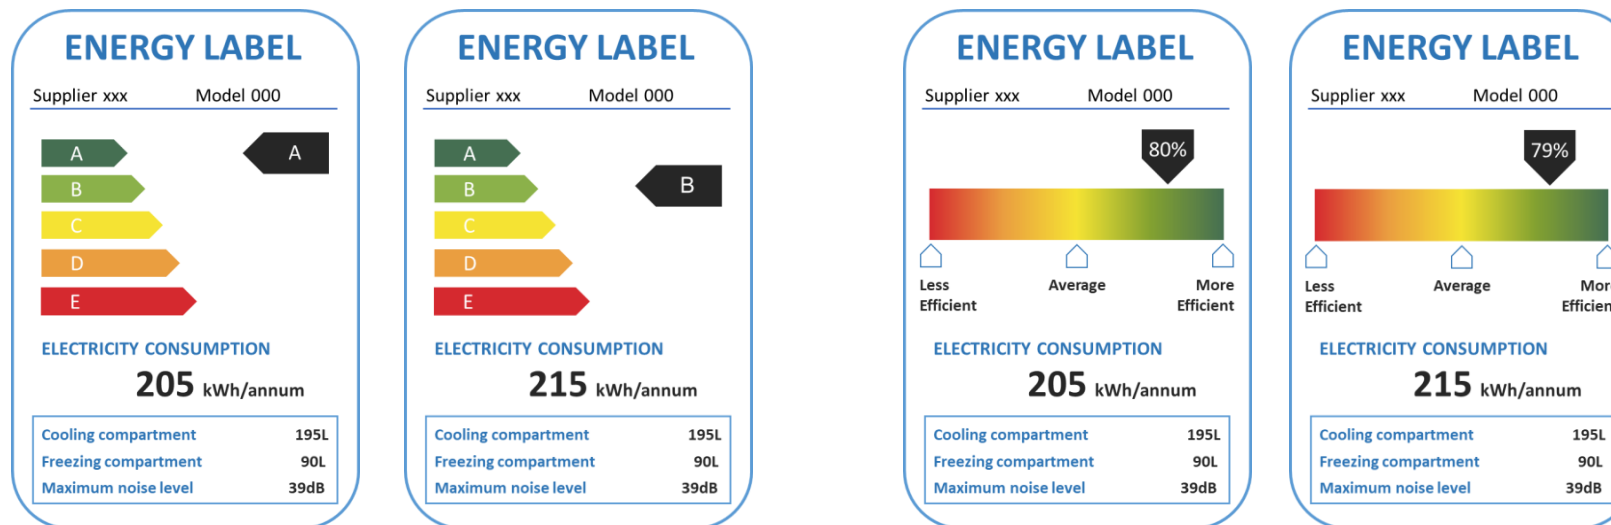 ENERGY LABEL
Supplier xxx Model 000
A
A
B
C
D
E
ELECTRICITY CONSUMPTION
205 kWh/annum
Cooling compartment 195L
Freezing compartment 90L
Maximum noise level 39dB
ENERGY LABEL
Supplier xxx Model 000
A
B
B
C
D
E
ELECTRICITY CONSUMPTION
215 kWh/annum
Cooling compartment 195L
Freezing compartment 90L
Maximum noise level 39dB
ENERGY LABEL
Supplier xxx Model 000
80%
Less Average More
Efficient Efficient
ELECTRICITY CONSUMPTION
205 kWh/annum
Cooling compartment 195L
Freezing compartment 90L
Maximum noise level 39dB
ENERGY LABEL
Supplier xxx Model 000
79%
Less Average Mor
Efficient Efficien
ELECTRICITY CONSUMPTION
215 kWh/annum
Cooling compartment 195L
Freezing compartment 90L
Maximum noise level 39dB